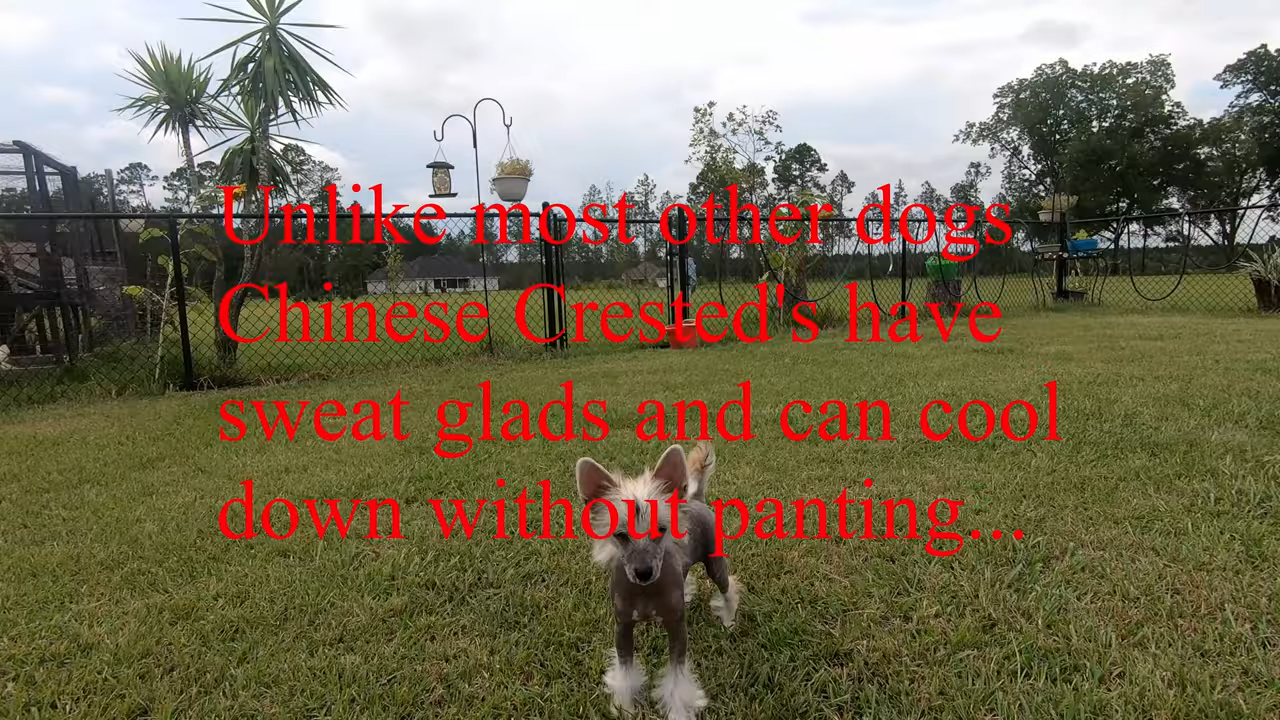 Unlike most other dogs
Chinese Crested's have
sweat glads and can cool
down without panting...